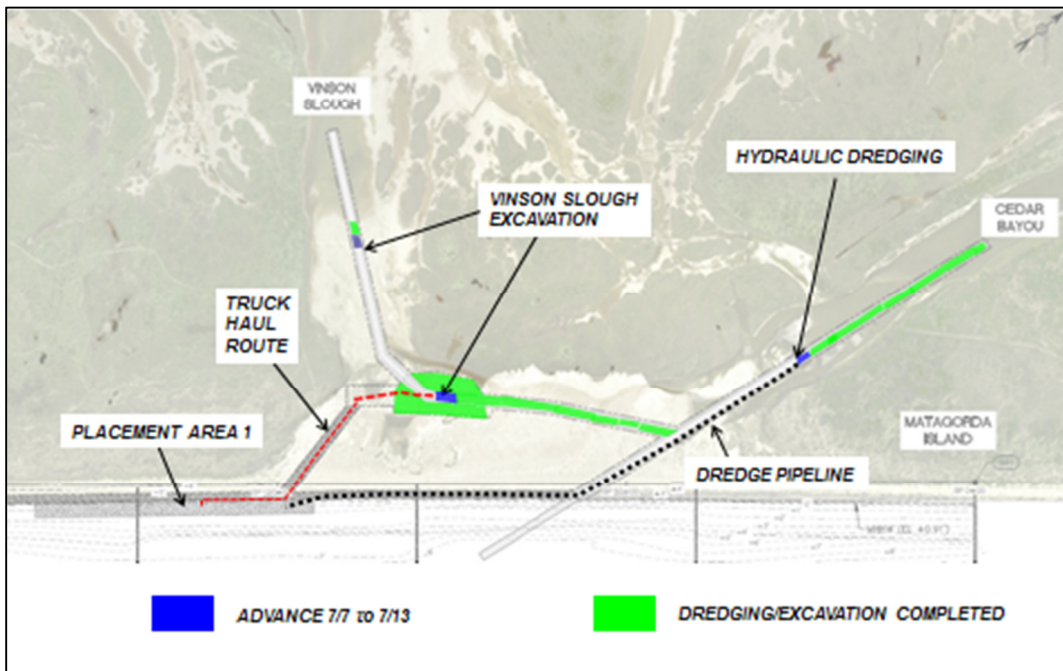 VINSON
SLOUGH
HYDRAULIC DREDGING
VINSON SLOUGH
EXCAVATION
CEDAR
BAYOU
TRUCK
HAUL
ROUTE
PLACEMENT AREA 1
MATAGORDA
ISLAND
DREDGE PIPELINE
ADVANCE 7/7 to 7/13
DREDGING/EXCAVATION COMPLETED